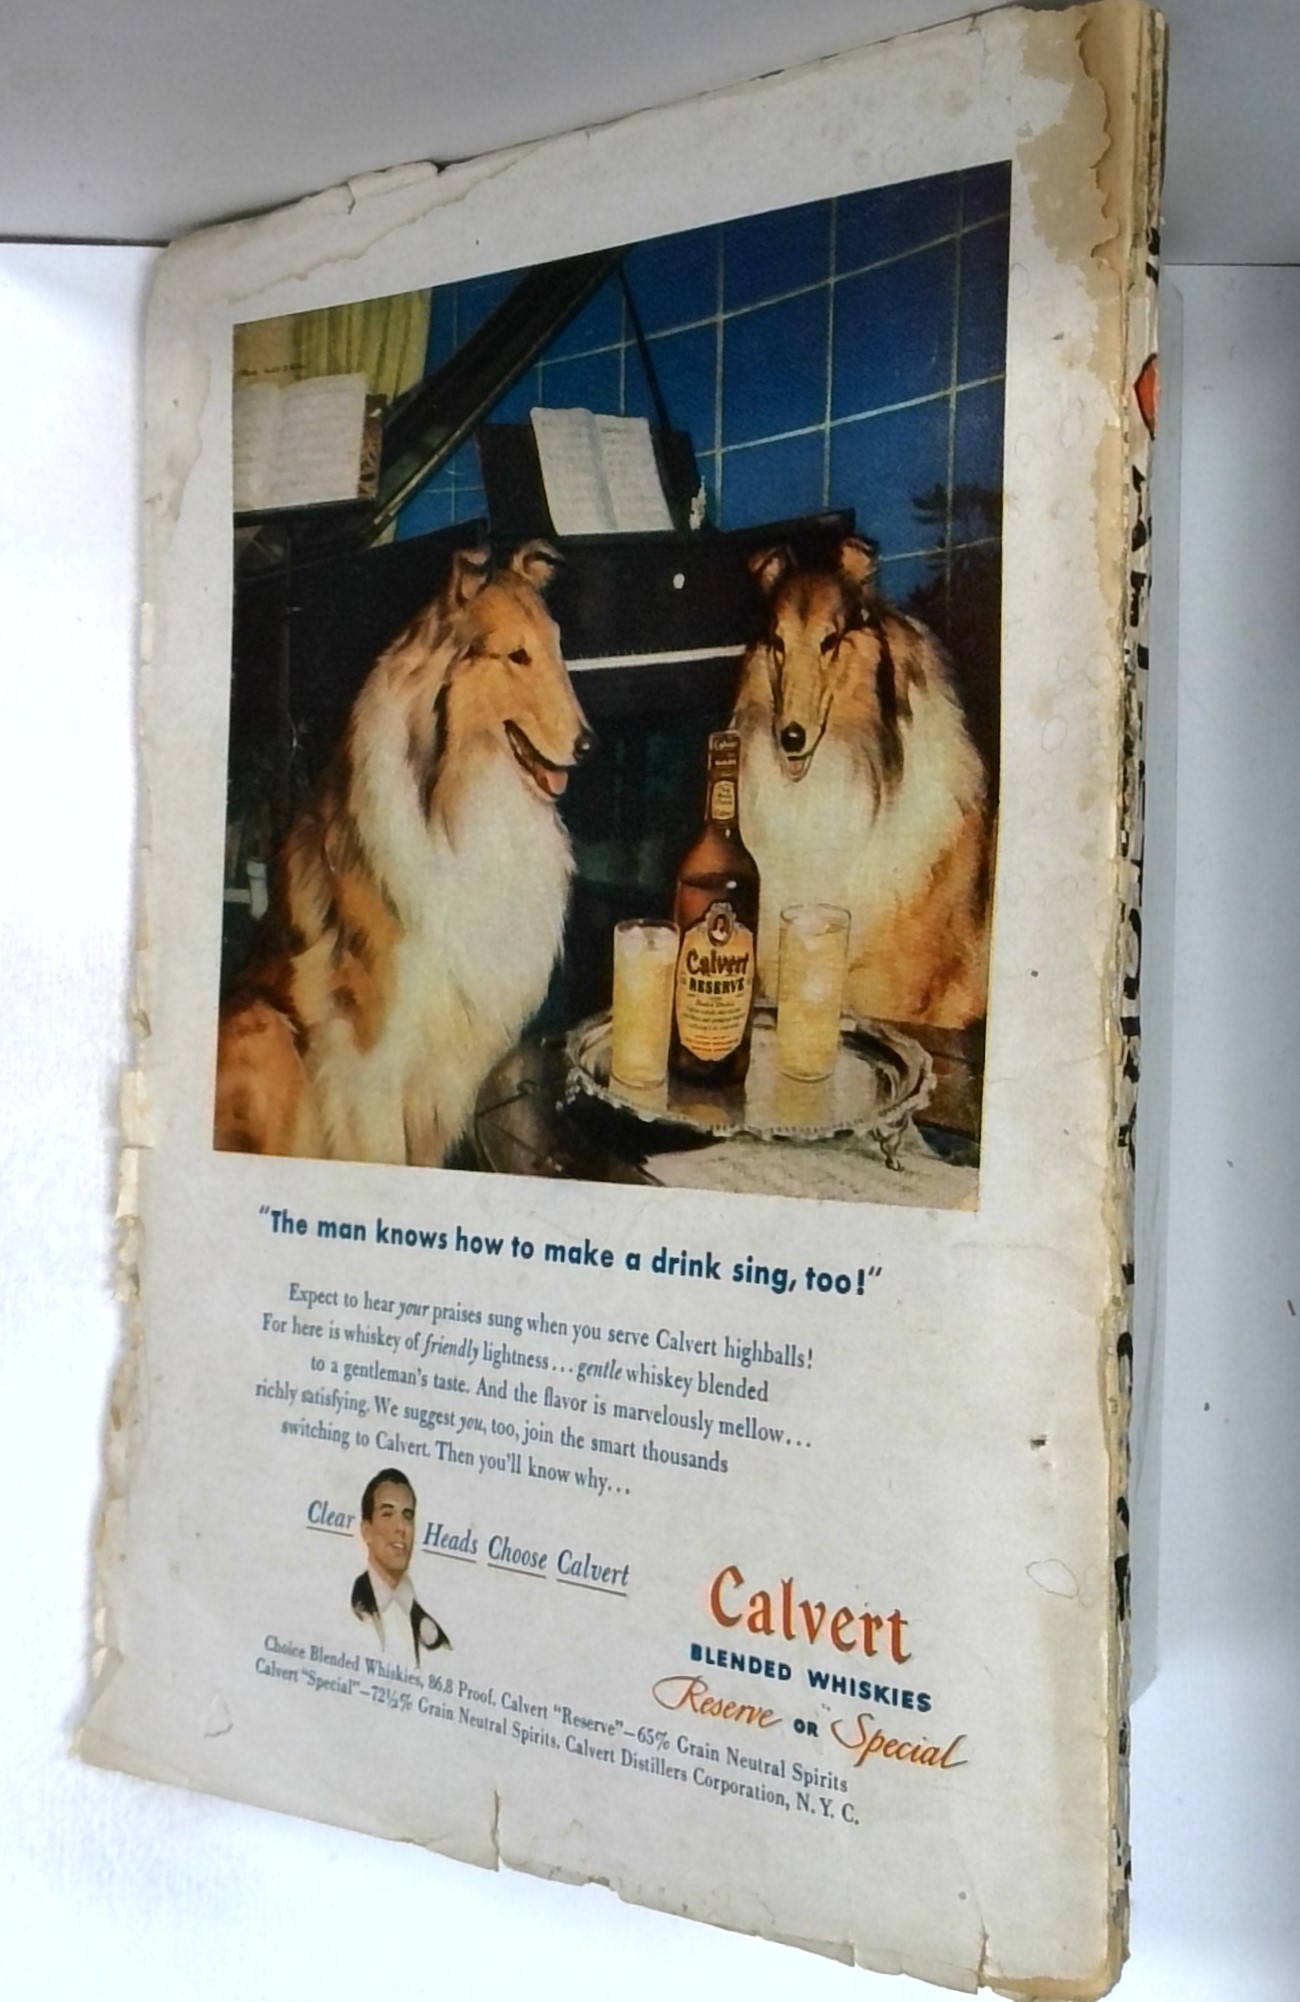 Calvert
RESERVE
"The man knows how to make a drink sing, too!"
Expect to hear your praises sung when you serve Calvert highballs!
For here is whiskey of friendly lightness...gentle whiskey blended
to a gentleman's taste. And the flavor is marvelously mellow...
richly satisfying. We suggest you, too, join the smart thousands
switching to Calvert. Then you'll know why...
Clear Heads Choose Calvert
Calvert
BLENDED WHISKIES
Reserve OR "Special
Choice Blended Whiskies, 86.8 Proof. Calvert "Reserve"—65% Grain Neutral Spirits
Calvert "Special"—72½% Grain Neutral Spirits. Calvert Distillers Corporation, N. Y. C.